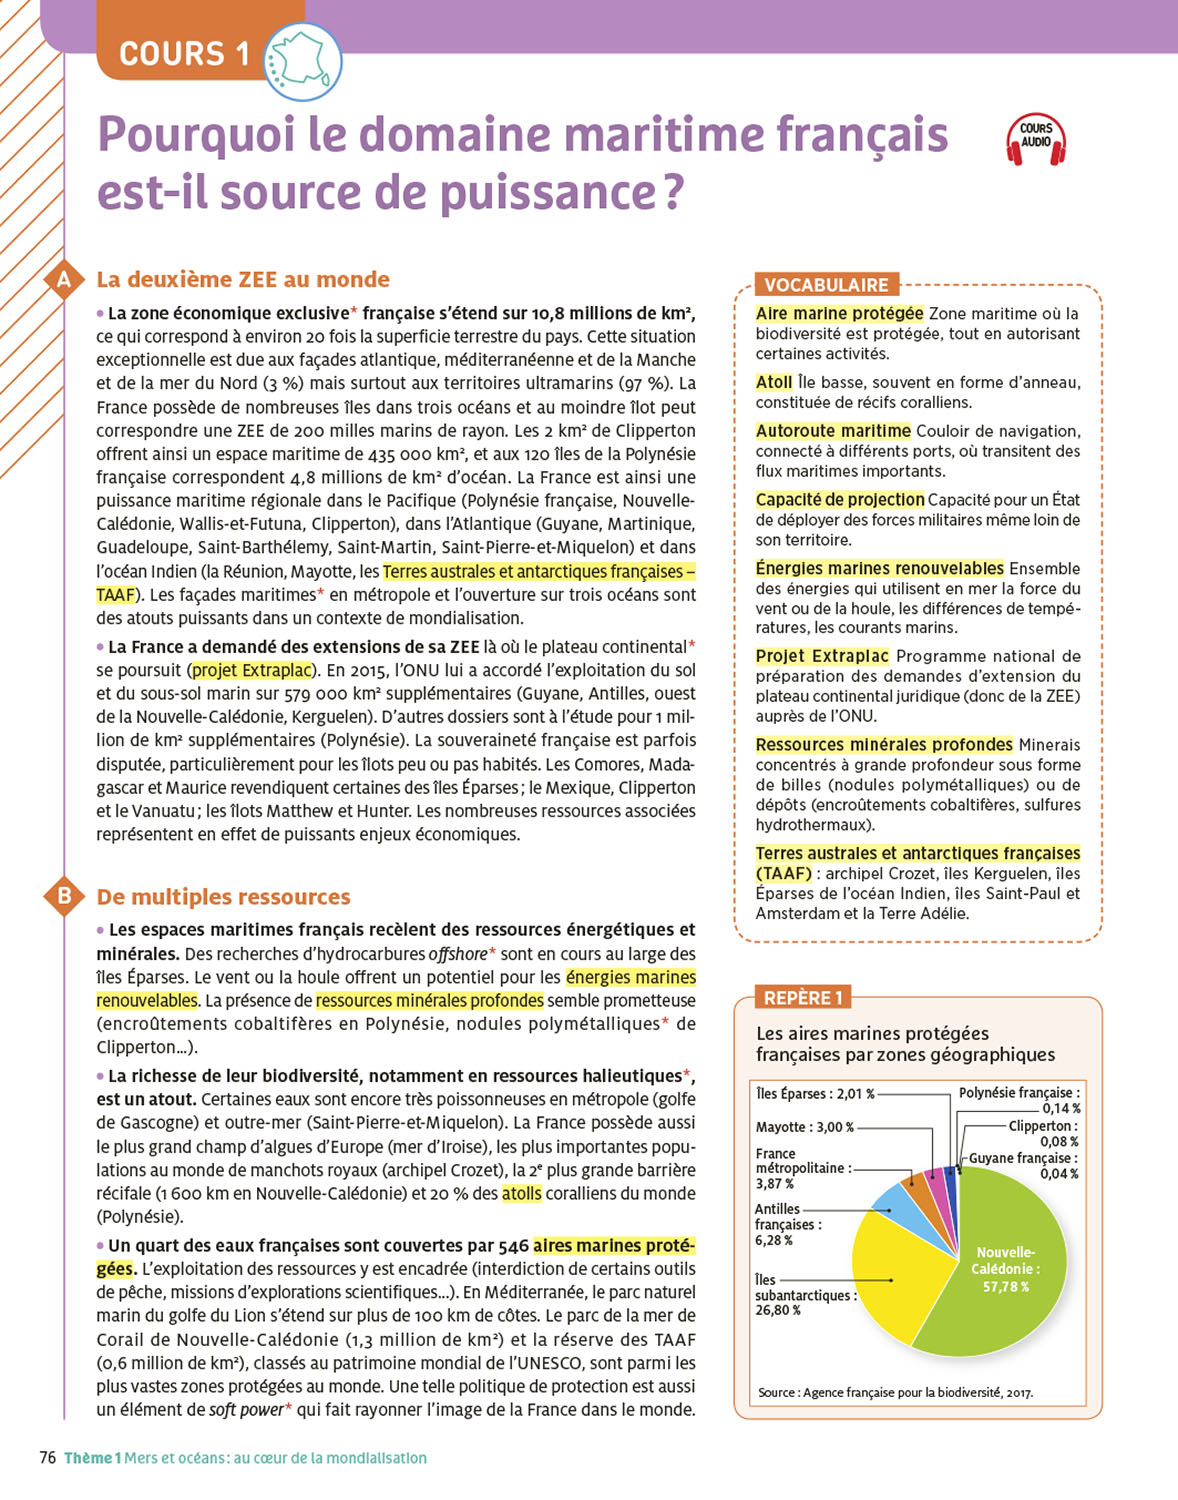 COURS 1
Pourquoi le domaine maritime français
est-il source de puissance ?
COURS
AUDIO
A
La deuxième ZEE au monde
• La zone économique exclusive* française s’étend sur 10,8 millions de km²,
ce qui correspond à environ 20 fois la superficie terrestre du pays. Cette situation
exceptionnelle est due aux façades atlantique, méditerranéenne et de la Manche
et de la mer du Nord (3 %) mais surtout aux territoires ultramarins (97 %). La
France possède de nombreuses îles dans trois océans et au moindre îlot peut
correspondre une ZEE de 200 milles marins de rayon. Les 2 km² de Clipperton
offrent ainsi un espace maritime de 435 000 km², et aux 120 îles de la Polynésie
française correspondent 4,8 millions de km² d’océan. La France est ainsi une
puissance maritime régionale dans le Pacifique (Polynésie française, Nouvelle-
Calédonie, Wallis-et-Futuna, Clipperton), dans l’Atlantique (Guyane, Martinique,
Guadeloupe, Saint-Barthélemy, Saint-Martin, Saint-Pierre-et-Miquelon) et dans
l’océan Indien (la Réunion, Mayotte, les Terres australes et antarctiques françaises –
TAAF). Les façades maritimes* en métropole et l’ouverture sur trois océans sont
des atouts puissants dans un contexte de mondialisation.
• La France a demandé des extensions de sa ZEE là où le plateau continental*
se poursuit (projet Extraplac). En 2015, l’ONU lui a accordé l’exploitation du sol
et du sous-sol marin sur 579 000 km² supplémentaires (Guyane, Antilles, ouest
de la Nouvelle-Calédonie, Kerguelen). D’autres dossiers sont à l’étude pour 1 mil-
lion de km² supplémentaires (Polynésie). La souveraineté française est parfois
disputée, particulièrement pour les îlots peu ou pas habités. Les Comores, Mada-
gascar et Maurice revendiquent certaines des îles Éparses ; le Mexique, Clipperton
et le Vanuatu ; les îlots Matthew et Hunter. Les nombreuses ressources associées
représentent en effet de puissants enjeux économiques.
B
De multiples ressources
• Les espaces maritimes français recèlent des ressources énergétiques et
minérales. Des recherches d’hydrocarbures offshore* sont en cours au large des
îles Éparses. Le vent ou la houle offrent un potentiel pour les énergies marines
renouvelables. La présence de ressources minérales profondes semble prometteuse
(encroûtements cobaltifères en Polynésie, nodules polymétalliques* de
Clipperton...).
• La richesse de leur biodiversité, notamment en ressources halieutiques*,
est un atout. Certaines eaux sont encore très poissonneuses en métropole (golfe
de Gascogne) et outre-mer (Saint-Pierre-et-Miquelon). La France possède aussi
le plus grand champ d’algues d’Europe (mer d’Iroise), les plus importantes popu-
lations au monde de manchots royaux (archipel Crozet), la 2e plus grande barrière
récifale (1 600 km en Nouvelle-Calédonie) et 20 % des atolls coralliens du monde
(Polynésie).
• Un quart des eaux françaises sont couvertes par 546 aires marines proté-
gées. L’exploitation des ressources y est encadrée (interdiction de certains outils
de pêche, missions d’explorations scientifiques...). En Méditerranée, le parc naturel
marin du golfe du Lion s’étend sur plus de 100 km de côtes. Le parc de la mer de
Corail de Nouvelle-Calédonie (1,3 million de km²) et la réserve des TAAF
(0,6 million de km²), classés au patrimoine mondial de l’UNESCO, sont parmi les
plus vastes zones protégées au monde. Une telle politique de protection est aussi
un élément de soft power* qui fait rayonner l’image de la France dans le monde.
VOCABULAIRE
Aire marine protégée Zone maritime où la
biodiversité est protégée, tout en autorisant
certaines activités.
Atoll Île basse, souvent en forme d’anneau,
constituée de récifs coralliens.
Autoroute maritime Couloir de navigation,
connecté à différents ports, où transitent des
flux maritimes importants.
Capacité de projection Capacité pour un État
de déployer des forces militaires même loin de
son territoire.
Énergies marines renouvelables Ensemble
des énergies qui utilisent en mer la force du
vent ou de la houle, les différences de tempé-
ratures, les courants marins.
Projet Extraplac Programme national de
préparation des demandes d’extension du
plateau continental juridique (donc de la ZEE)
auprès de l’ONU.
Ressources minérales profondes Minerais
concentrés à grande profondeur sous forme
de billes (nodules polymétalliques) ou de
dépôts (encroûtements cobaltifères, sulfures
hydrothermaux).
Terres australes et antarctiques françaises
(TAAF) : archipel Crozet, îles Kerguelen, îles
Éparses de l’océan Indien, îles Saint-Paul et
Amsterdam et la Terre Adélie.
REPÈRE 1
Les aires marines protégées
françaises par zones géographiques
Îles Éparses : 2,01 %
Mayotte : 3,00 %
France
métropolitaine :
3,87 %
Antilles
françaises :
6,28 %
Îles
subantarctiques :
26,80 %
Polynésie française :
0,14 %
Clipperton :
0,08 %
Guyane française :
0,04 %
Nouvelle-
Calédonie :
57,78 %
Source : Agence française pour la biodiversité, 2017.
76 Thème 1 Mers et océans : au cœur de la mondialisation